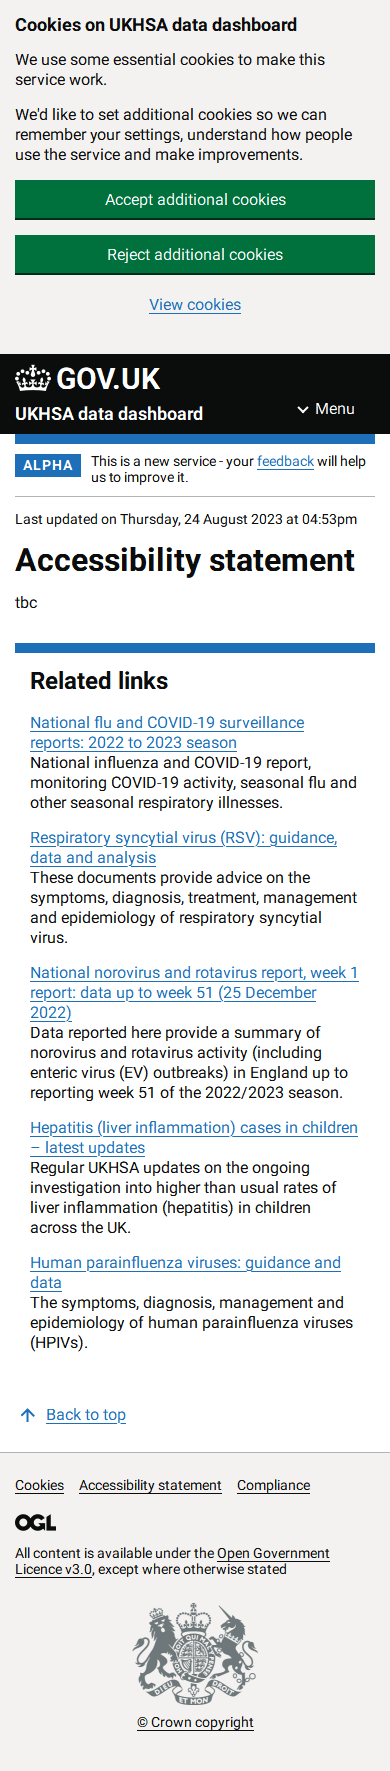 Cookies on UKHSA data dashboard
We use some essential cookies to make this
service work.
We'd like to set additional cookies so we can
remember your settings, understand how people
use the service and make improvements.
Accept additional cookies
Reject additional cookies
View cookies
GOV.UK
UKHSA data dashboard
Menu
ALPHA
This is a new service - your feedback will help
us to improve it.
Last updated on Thursday, 24 August 2023 at 04:53pm
Accessibility statement
tbc
Related links
National flu and COVID-19 surveillance
reports: 2022 to 2023 season
National influenza and COVID-19 report,
monitoring COVID-19 activity, seasonal flu and
other seasonal respiratory illnesses.
Respiratory syncytial virus (RSV): guidance,
data and analysis
These documents provide advice on the
symptoms, diagnosis, treatment, management
and epidemiology of respiratory syncytial
virus.
National norovirus and rotavirus report, week 1
report: data up to week 51 (25 December
2022)
Data reported here provide a summary of
norovirus and rotavirus activity (including
enteric virus (EV) outbreaks) in England up to
reporting week 51 of the 2022/2023 season.
Hepatitis (liver inflammation) cases in children
– latest updates
Regular UKHSA updates on the ongoing
investigation into higher than usual rates of
liver inflammation (hepatitis) in children
across the UK.
Human parainfluenza viruses: guidance and
data
The symptoms, diagnosis, management and
epidemiology of human parainfluenza viruses
(HPIVs).
Back to top
Cookies Accessibility statement Compliance
OGL
All content is available under the Open Government
Licence v3.0, except where otherwise stated
DIEU ET MON DROIT
© Crown copyright